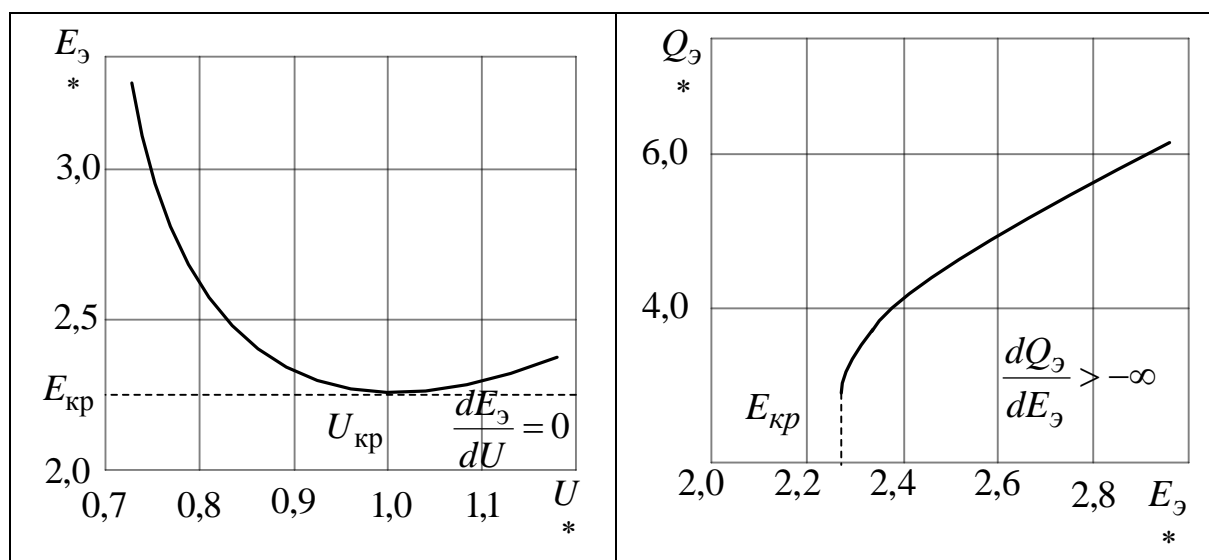 Eэ
*
3,0
2,5
Eкр
Uкр
dEэ/dU = 0
2,0
0,7 0,8 0,9 1,0 1,1 U
*
Qэ
*
6,0
4,0
dQэ/dEэ > −∞
Eкр
2,0 2,2 2,4 2,6 2,8 Eэ
*